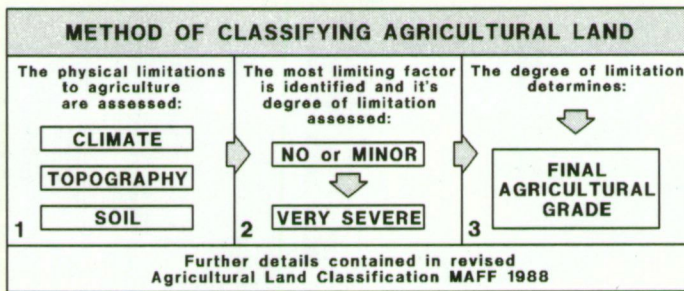 METHOD OF CLASSIFYING AGRICULTURAL LAND
The physical limitations
to agriculture
are assessed:
CLIMATE
TOPOGRAPHY
SOIL
1
The most limiting factor
is identified and it's
degree of limitation
assessed:
NO or MINOR
VERY SEVERE
2
The degree of limitation
determines:
FINAL
AGRICULTURAL
GRADE
3
Further details contained in revised
Agricultural Land Classification MAFF 1988